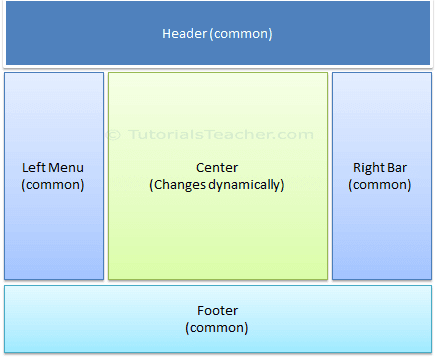 Header (common)
© TutorialsTeacher.com
Left Menu
(common)
Center
(Changes dynamically)
Right Bar
(common)
Footer
(common)